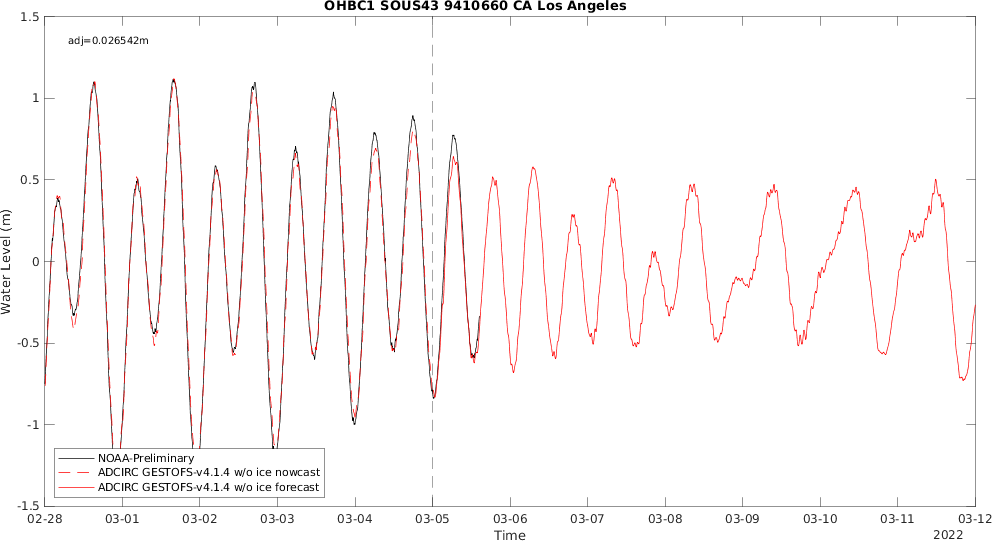 OHBC1 SOUS43 9410660 CA Los Angeles
adj=0.026542m
Water Level (m)
1.5
1
0.5
0
-0.5
-1
-1.5
NOAA-Preliminary
ADCIRC GESTOFS-v4.1.4 w/o ice nowcast
ADCIRC GESTOFS-v4.1.4 w/o ice forecast
02-28 03-01 03-02 03-03 03-04 03-05 03-06 03-07 03-08 03-09 03-10 03-11 03-12
Time
2022